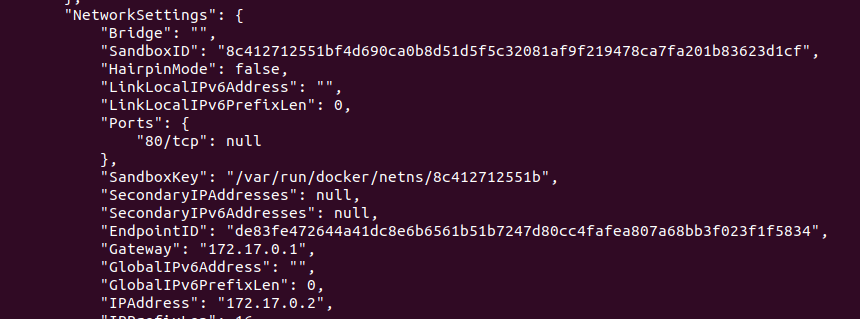 },
"NetworkSettings": {
"Bridge": "",
"SandboxID": "8c412712551bf4d690ca0b8d51d5f5c32081af9f219478ca7fa201b83623d1cf",
"HairpinMode": false,
"LinkLocalIPv6Address": "",
"LinkLocalIPv6PrefixLen": 0,
"Ports": {
"80/tcp": null
},
"SandboxKey": "/var/run/docker/netns/8c412712551b",
"SecondaryIPAddresses": null,
"SecondaryIPv6Addresses": null,
"EndpointID": "de83fe472644a41dc8e6b6561b51b7247d80cc4fafea807a68bb3f023f1f5834",
"Gateway": "172.17.0.1",
"GlobalIPv6Address": "",
"GlobalIPv6PrefixLen": 0,
"IPAddress": "172.17.0.2",
"IPPrefixLen": 16,